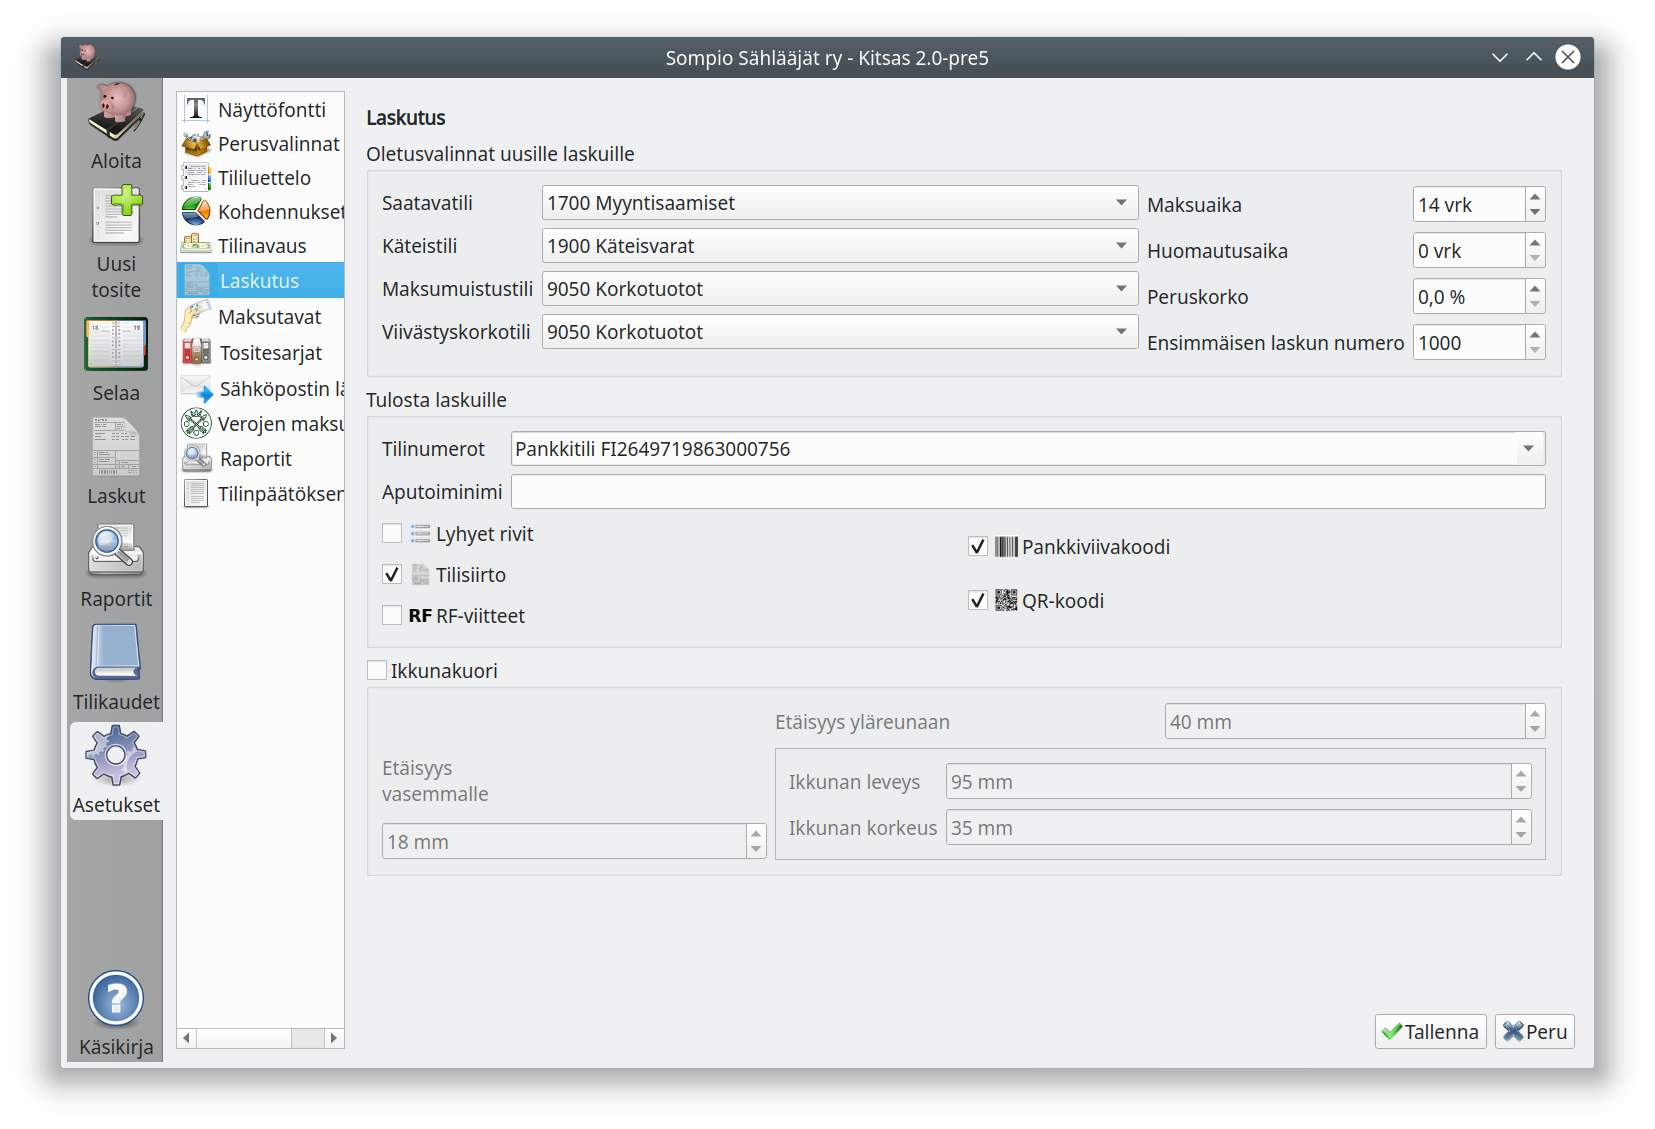 Sompio Sählääjät ry - Kitsas 2.0-pre5
Aloita
Uusi
tosite
Selaa
Laskut
Raportit
Tilikaudet
Asetukset
Käsikirja
Näyttöfontti
Perusvalinnat
Tililuettelo
Kohdennukset
Tilinavaus
Laskutus
Maksutavat
Tositesarjat
Sähköpostin lä
Verojen maksu
Raportit
Tilinpäätöksen
Laskutus
Oletusvalinnat uusille laskuille
Saatavatili 1700 Myyntisaamiset
Käteistili 1900 Käteisvarat
Maksumuistustili 9050 Korkotuotot
Viivästyskorkotili 9050 Korkotuotot
Maksuaika 14 vrk
Huomautusaika 0 vrk
Peruskorko 0,0 %
Ensimmäisen laskun numero 1000
Tulosta laskuille
Tilinumerot Pankkitili FI2649719863000756
Aputoiminimi
Lyhyet rivit
Tilisiirto
RF RF-viitteet
Pankkiviivakoodi
QR-koodi
Ikkunakuori
Etäisyys yläreunaan 40 mm
Etäisyys
vasemmalle
18 mm
Ikkunan leveys 95 mm
Ikkunan korkeus 35 mm
Tallenna
Peru